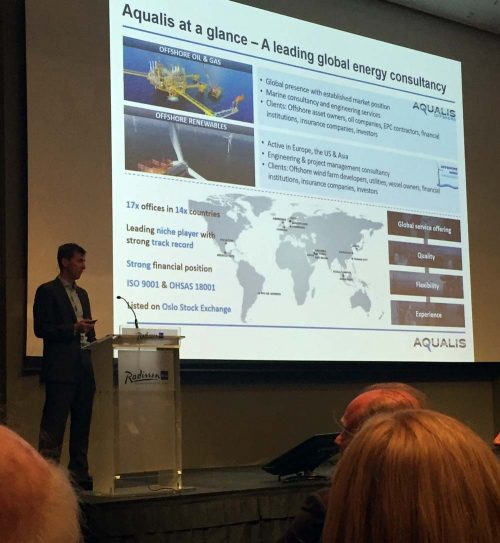 Aqualis at a glance – A leading global energy consultancy
OFFSHORE OIL & GAS
• Global presence with established market position
• Marine consultancy and engineering services
• Clients: Offshore asset owners, oil companies, EPC contractors, financial
institutions, insurance companies, investors
AQUALIS
OFFSHORE RENEWABLES
• Active in Europe, the US & Asia
• Engineering & project management consultancy
• Clients: Offshore wind farm developers, utilities, vessel owners, financial
institutions, insurance companies, investors
17x offices in 14x countries
Leading niche player with
strong track record
Strong financial position
ISO 9001 & OHSAS 18001
Listed on Oslo Stock Exchange
RIO DE JANEIRO
Global service offering
Quality
Flexibility
Experience
AQUALIS
Radisson
Radisson